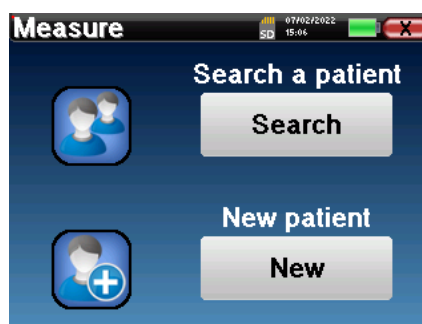 Measure
07/02/2022
SD 15:06
X
Search a patient
Search
New patient
New